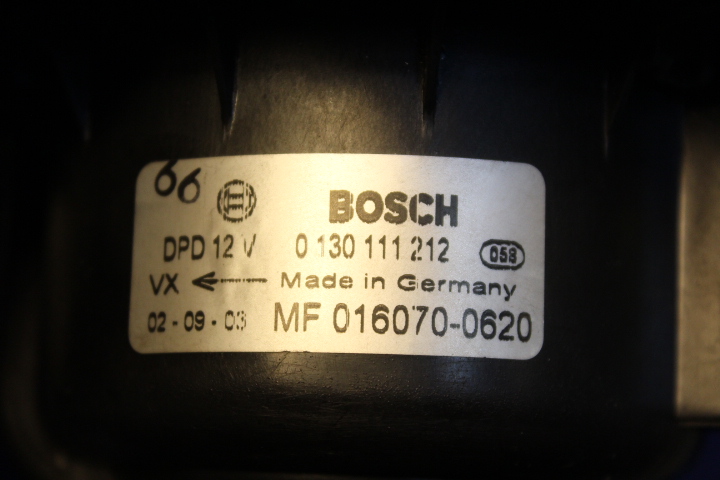 66 BOSCH
DPD 12 V 0 130 111 212 058
VX Made in Germany
02 - 09 - 03 MF 016070-0620